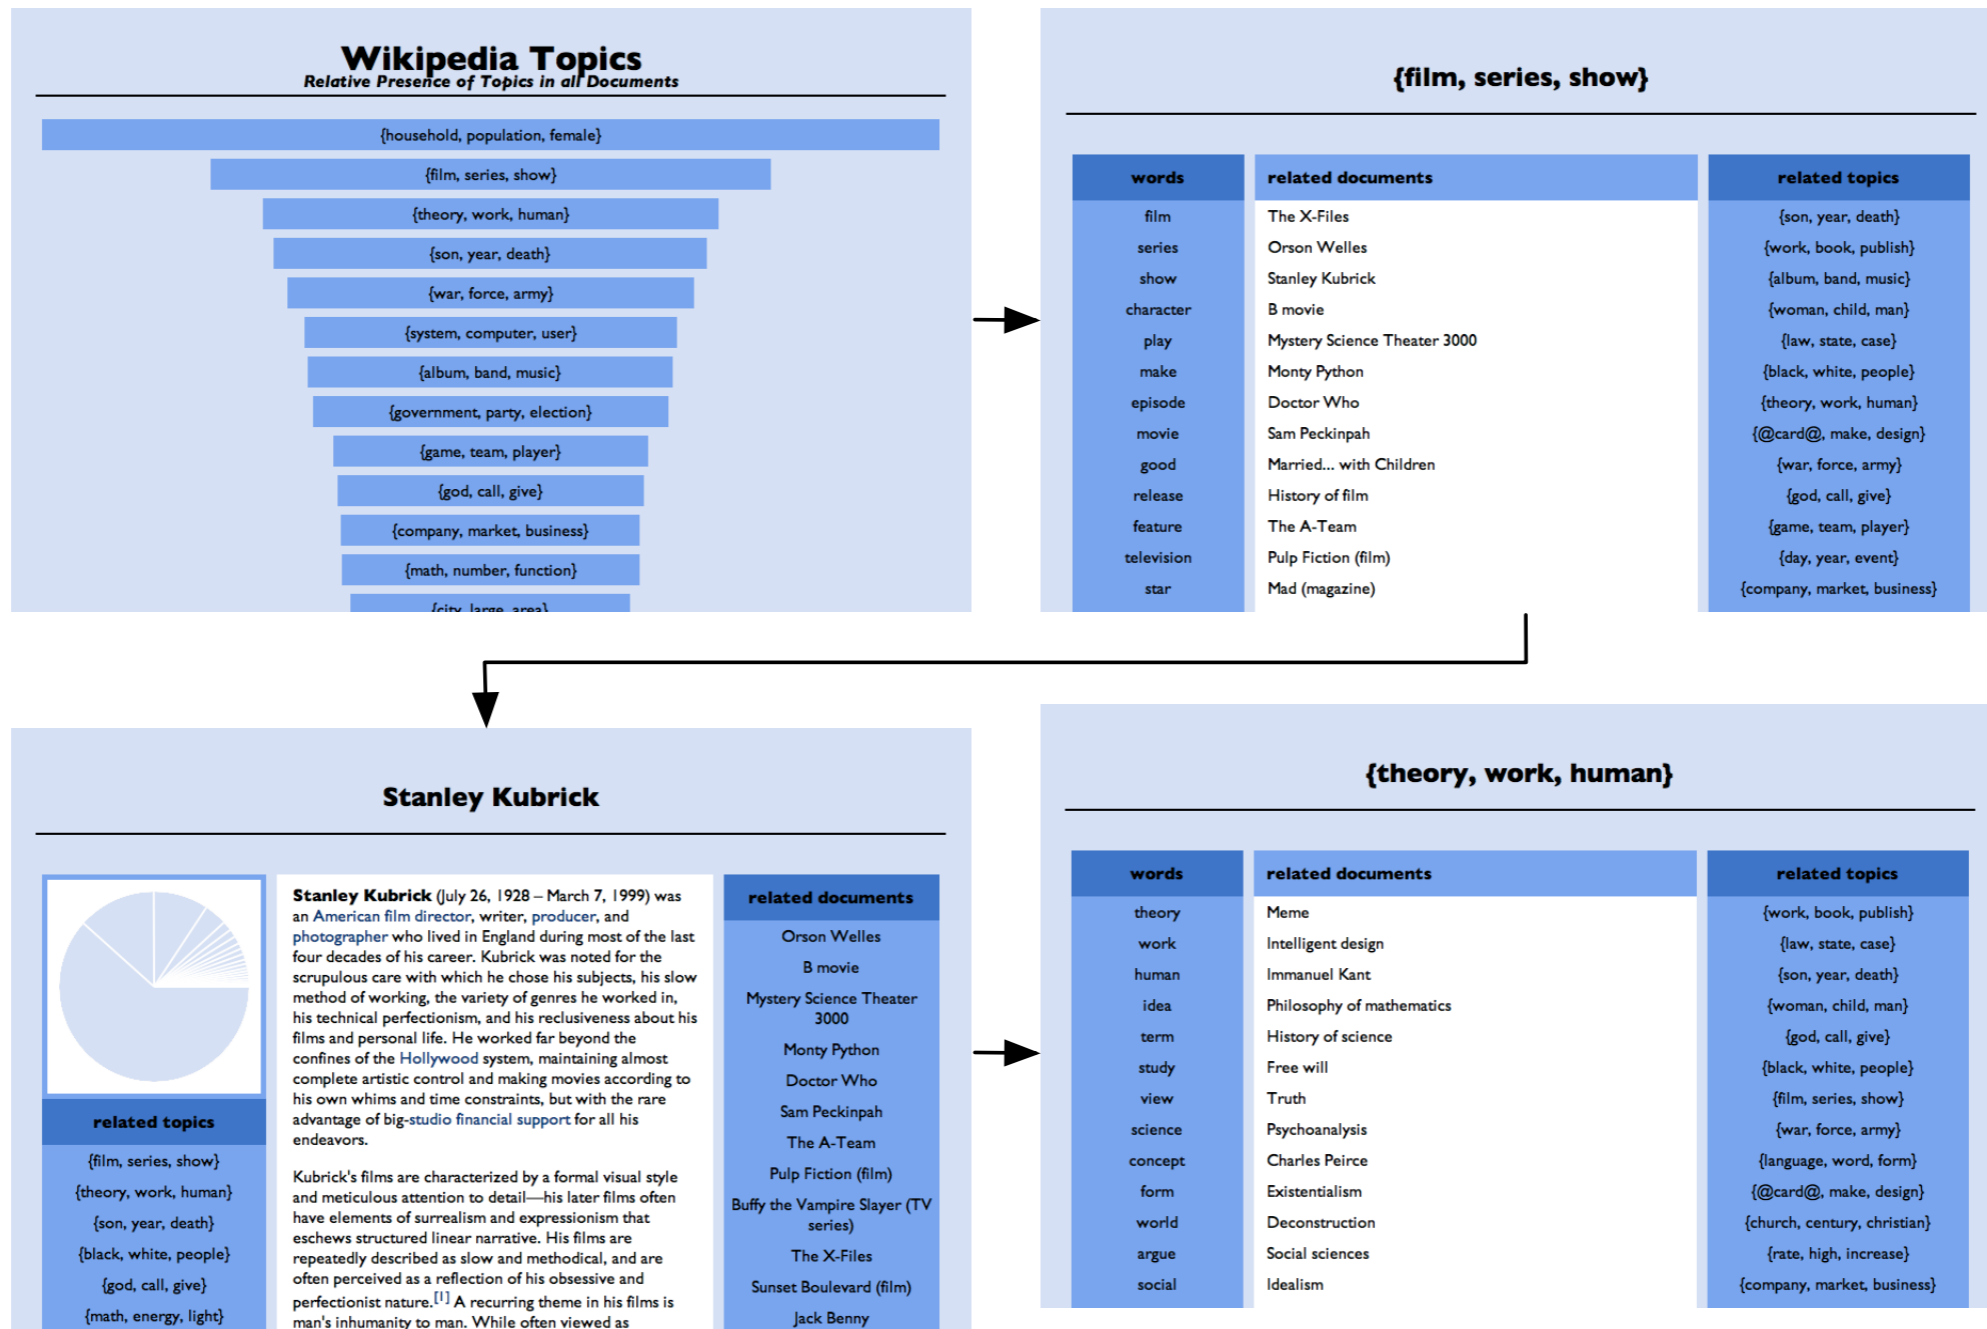 Wikipedia Topics
Relative Presence of Topics in all Documents
{household, population, female}
{film, series, show}
{theory, work, human}
{son, year, death}
{war, force, army}
{system, computer, user}
{album, band, music}
{government, party, election}
{game, team, player}
{god, call, give}
{company, market, business}
{math, number, function}
{city, large, area}
{film, series, show}
words
film
series
show
character
play
make
episode
movie
good
release
feature
television
star
related documents
The X-Files
Orson Welles
Stanley Kubrick
B movie
Mystery Science Theater 3000
Monty Python
Doctor Who
Sam Peckinpah
Married... with Children
History of film
The A-Team
Pulp Fiction (film)
Mad (magazine)
related topics
{son, year, death}
{work, book, publish}
{album, band, music}
{woman, child, man}
{law, state, case}
{black, white, people}
{theory, work, human}
{@card@, make, design}
{war, force, army}
{god, call, give}
{game, team, player}
{day, year, event}
{company, market, business}
Stanley Kubrick
related topics
{film, series, show}
{theory, work, human}
{son, year, death}
{black, white, people}
{god, call, give}
{math, energy, light}
Stanley Kubrick (July 26, 1928 – March 7, 1999) was
an American film director, writer, producer, and
photographer who lived in England during most of the last
four decades of his career. Kubrick was noted for the
scrupulous care with which he chose his subjects, his slow
method of working, the variety of genres he worked in,
his technical perfectionism, and his reclusiveness about his
films and personal life. He worked far beyond the
confines of the Hollywood system, maintaining almost
complete artistic control and making movies according to
his own whims and time constraints, but with the rare
advantage of big-studio financial support for all his
endeavors.
Kubrick's films are characterized by a formal visual style
and meticulous attention to detail—his later films often
have elements of surrealism and expressionism that
eschews structured linear narrative. His films are
repeatedly described as slow and methodical, and are
often perceived as a reflection of his obsessive and
perfectionist nature.[1] A recurring theme in his films is
man's inhumanity to man. While often viewed as
related documents
Orson Welles
B movie
Mystery Science Theater
3000
Monty Python
Doctor Who
Sam Peckinpah
The A-Team
Pulp Fiction (film)
Buffy the Vampire Slayer (TV
series)
The X-Files
Sunset Boulevard (film)
Jack Benny
{theory, work, human}
words
theory
work
human
idea
term
study
view
science
concept
form
world
argue
social
related documents
Meme
Intelligent design
Immanuel Kant
Philosophy of mathematics
History of science
Free will
Truth
Psychoanalysis
Charles Peirce
Existentialism
Deconstruction
Social sciences
Idealism
related topics
{work, book, publish}
{law, state, case}
{son, year, death}
{woman, child, man}
{god, call, give}
{black, white, people}
{film, series, show}
{war, force, army}
{language, word, form}
{@card@, make, design}
{church, century, christian}
{rate, high, increase}
{company, market, business}